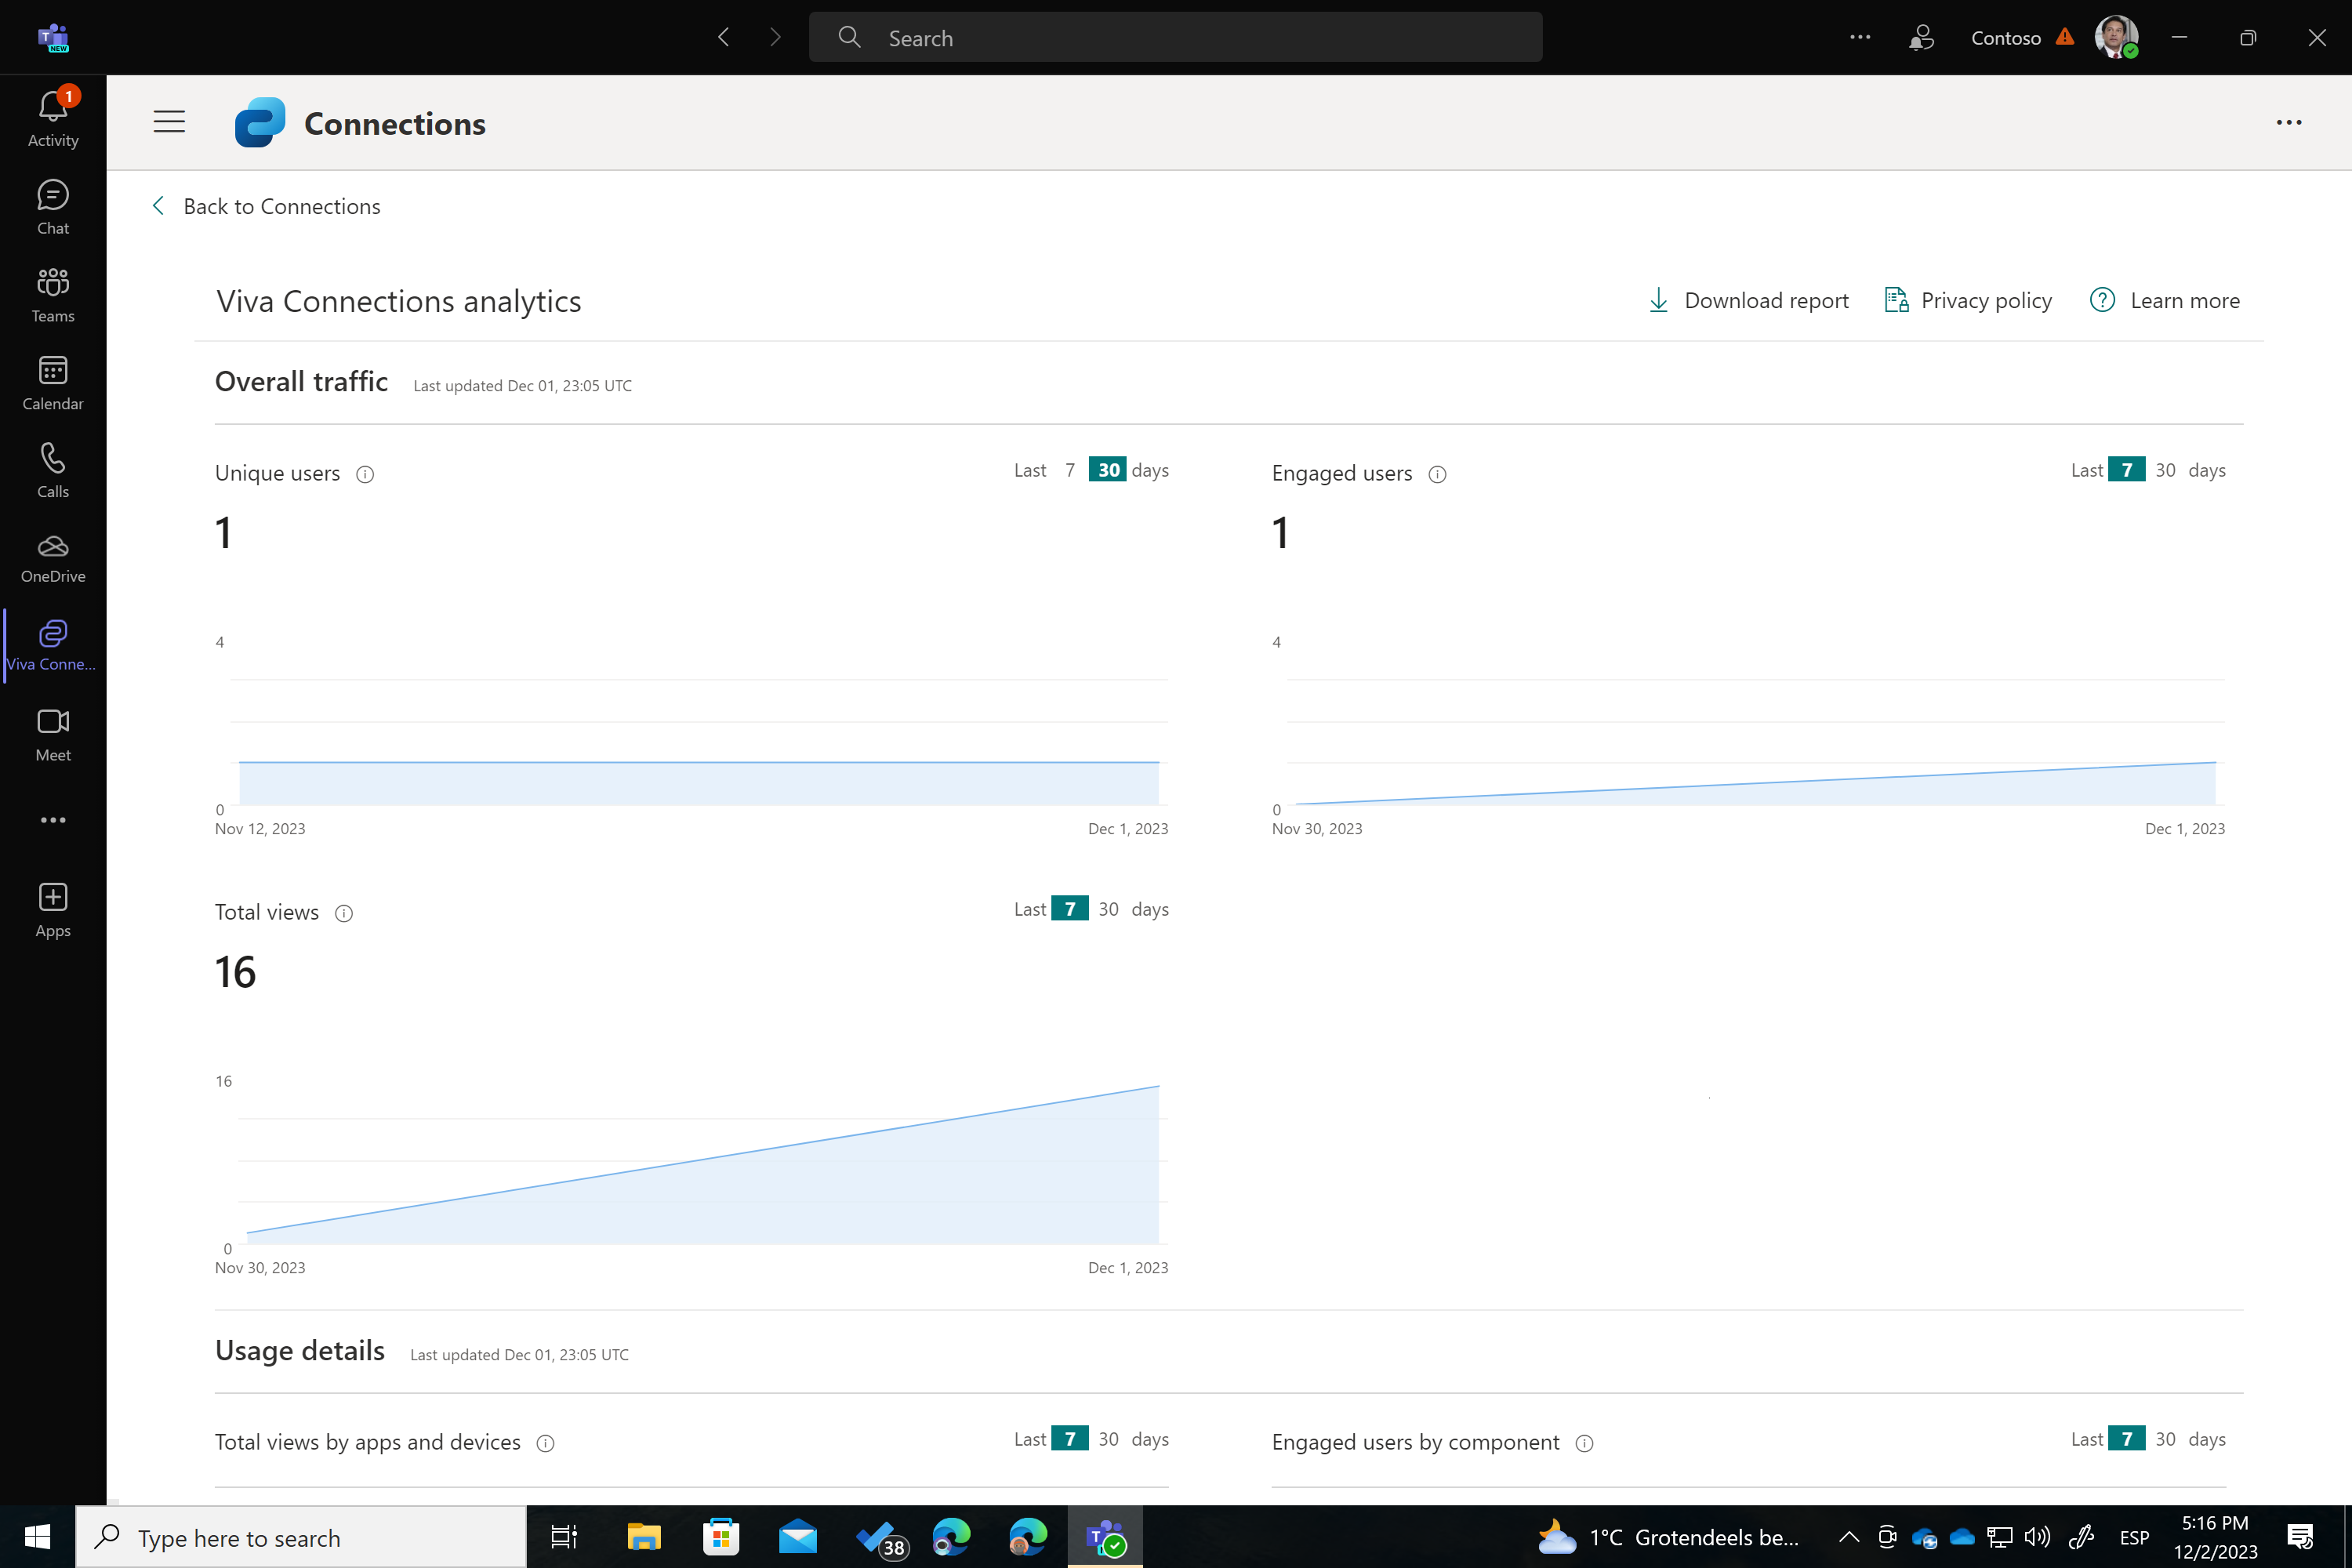 T NEW
Search
Contoso
1
Activity
Chat
Teams
Calendar
Calls
OneDrive
Viva Conne...
Meet
Apps
Connections
Back to Connections
Viva Connections analytics
Download report
Privacy policy
Learn more
Overall traffic Last updated Dec 01, 23:05 UTC
Unique users
Last 7 30 days
1
4
0
Nov 12, 2023 Dec 1, 2023
Engaged users
Last 7 30 days
1
4
0
Nov 30, 2023 Dec 1, 2023
Total views
Last 7 30 days
16
16
0
Nov 30, 2023 Dec 1, 2023
Usage details Last updated Dec 01, 23:05 UTC
Total views by apps and devices
Last 7 30 days
Engaged users by component
Last 7 30 days
Type here to search
38
T
1°C Grotendeels be...
ESP
5:16 PM
12/2/2023